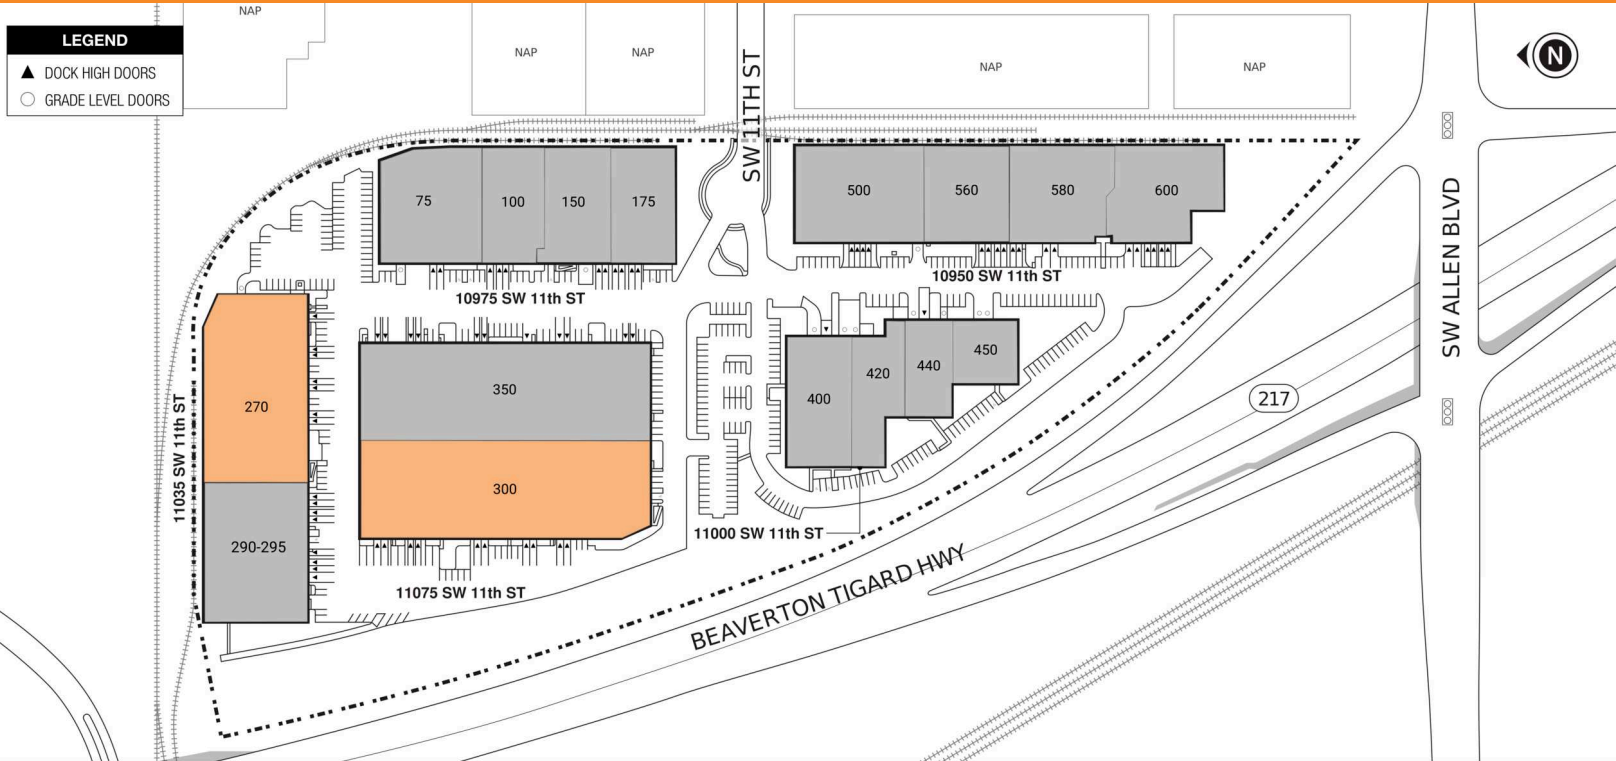 NAP
LEGEND
DOCK HIGH DOORS
GRADE LEVEL DOORS
NAP
NAP
SW 11TH ST
NAP
NAP
N
75
100
150
175
10975 SW 11th ST
500
560
580
600
10950 SW 11th ST
SW ALLEN BLVD
270
290-295
11035 SW 11th ST
350
300
11075 SW 11th ST
400
420
440
450
11000 SW 11th ST
217
BEAVERTON TIGARD HWY